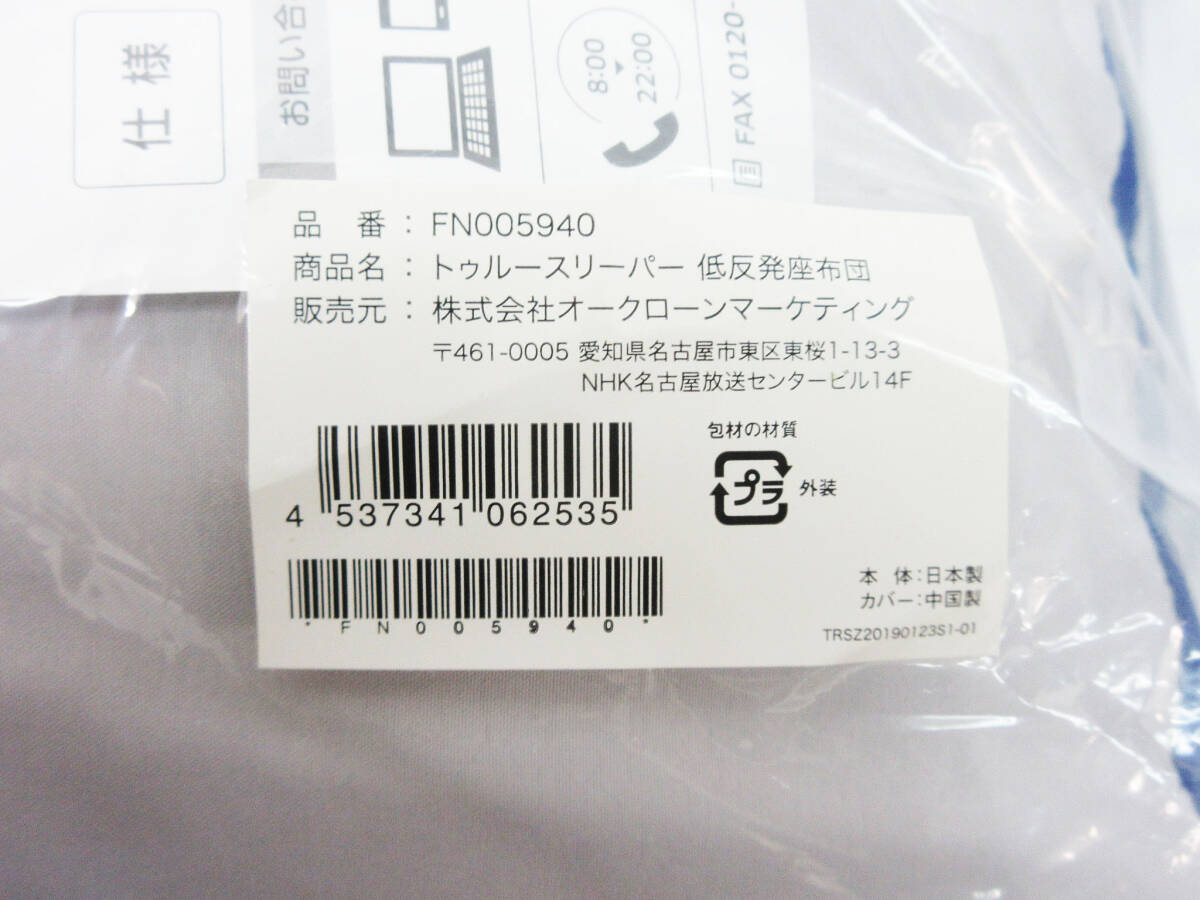 仕様
お問い合
8:00
22:00
FAX 0120-
品 番 : FN005940
商品名 : トゥルースリーパー 低反発座布団
販売元 : 株式会社オークローンマーケティング
〒461-0005 愛知県名古屋市東区東桜1-13-3
NHK名古屋放送センタービル14F
包材の材質
プラ 外装
4 537341 062535
*FN005940*
本 体:日本製
カバー:中国製
TRSZ20190123S1-01